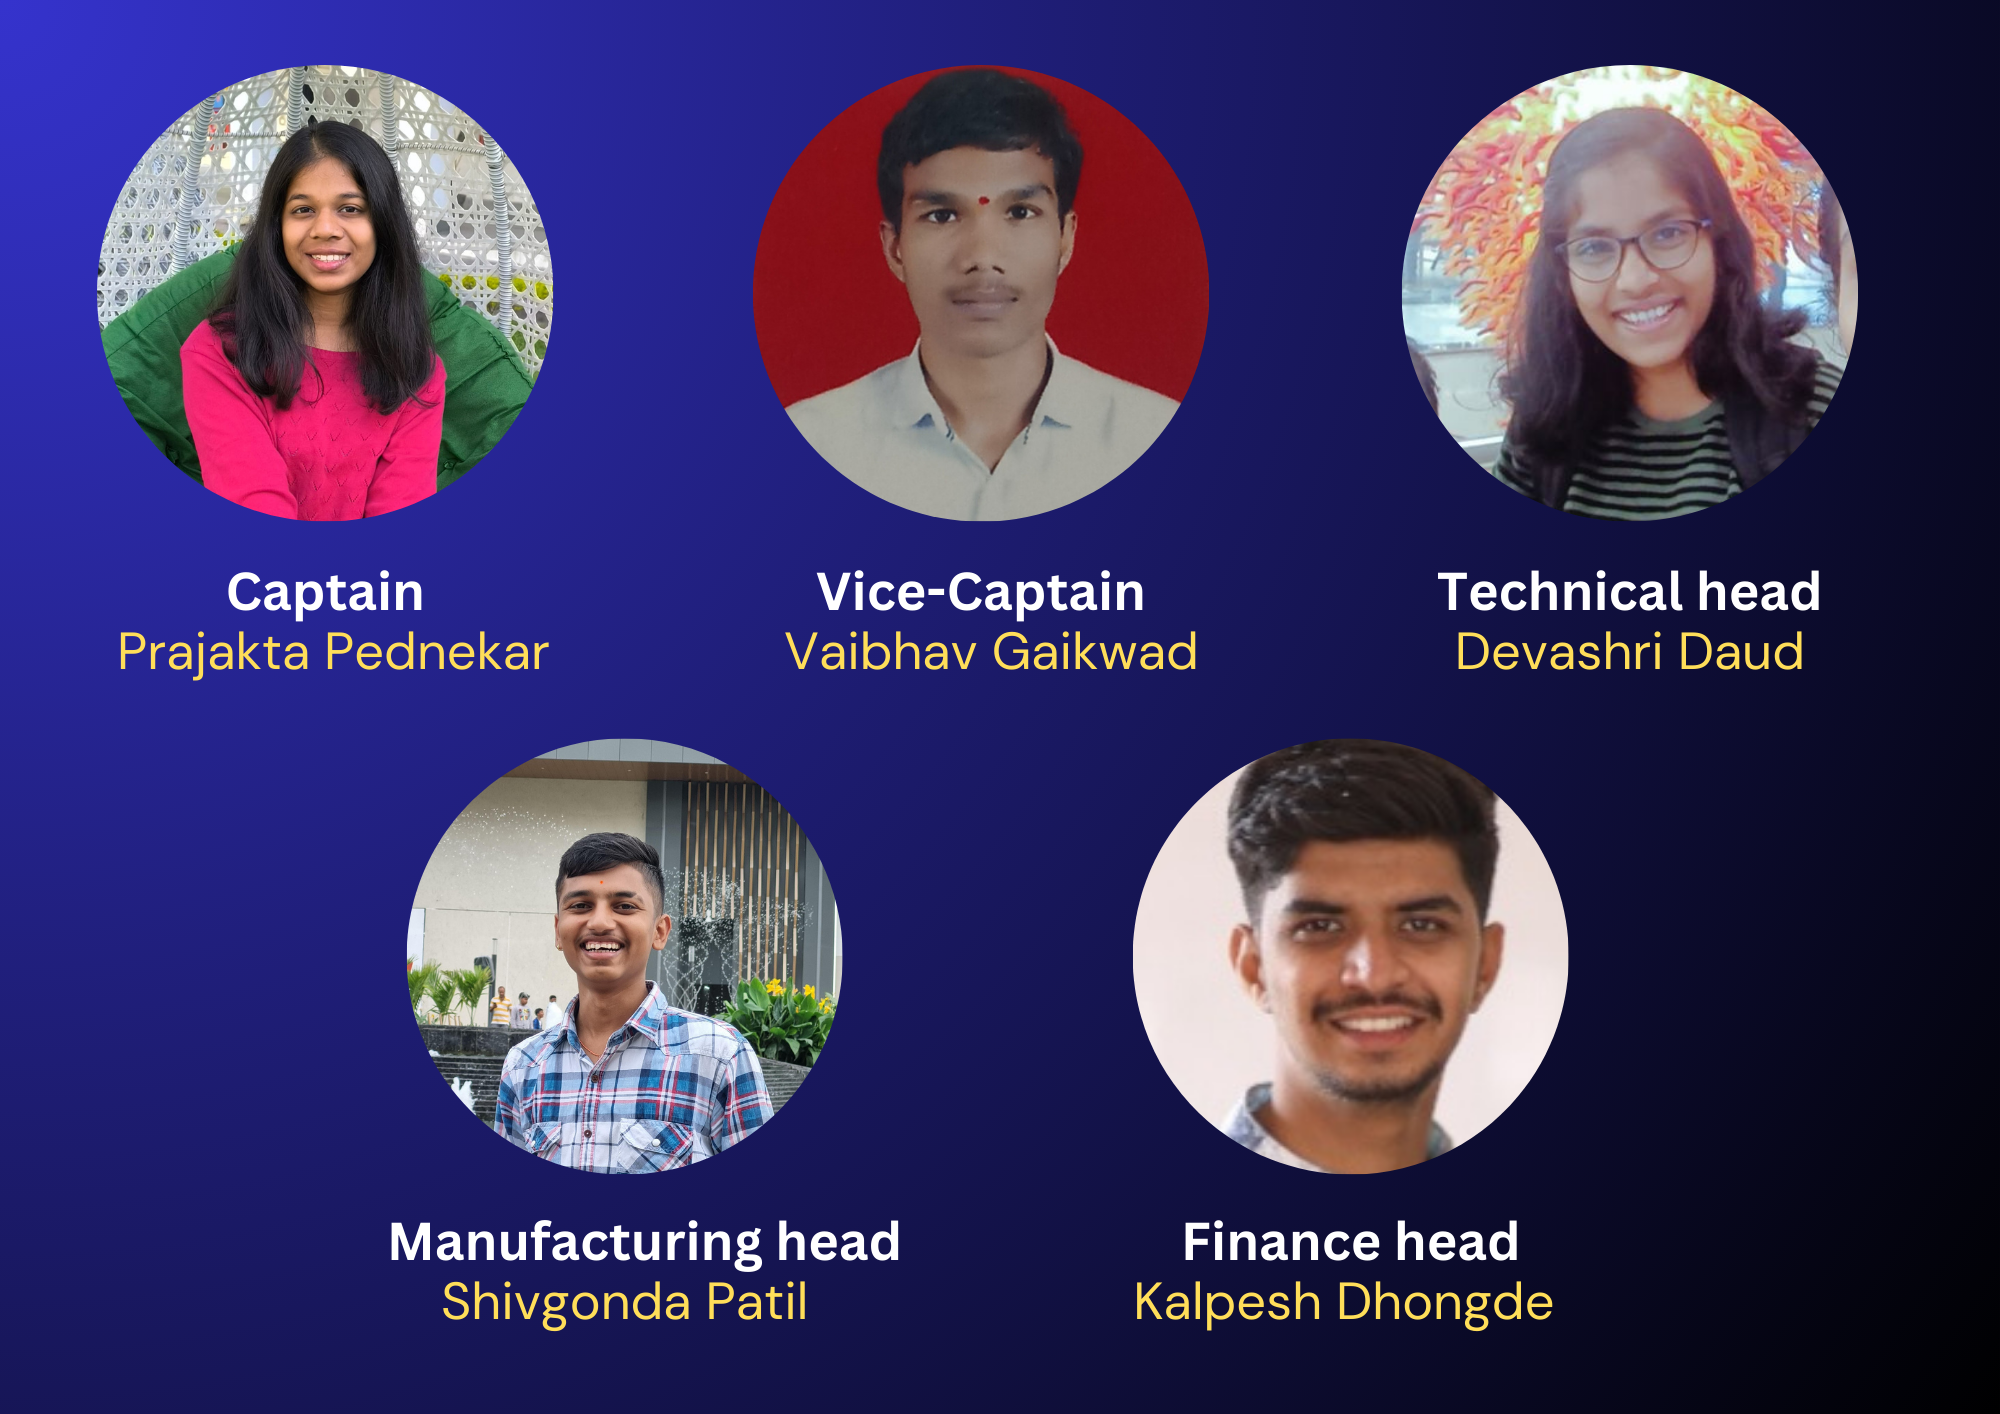 Captain
Prajakta Pednekar
Vice-Captain
Vaibhav Gaikwad
Technical head
Devashri Daud
Manufacturing head
Shivgonda Patil
Finance head
Kalpesh Dhongde